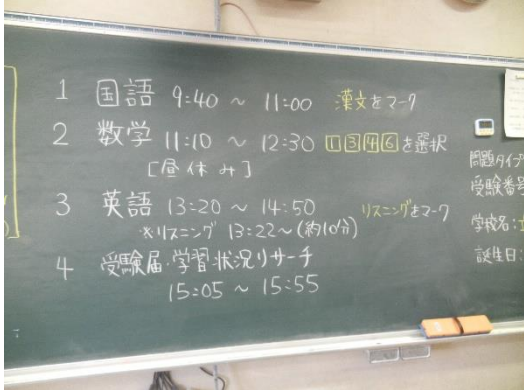 1 国語 9:40 ~ 11:00 漢文をマーク
2 数学 11:10 ~ 12:30 1 3 4 6 を選択
[昼休み]
3 英語 13:20 ~ 14:50 リスニングをマーク
※リスニング 13:22~(約10分)
4 受験届・学習状況リサーチ
15:05 ~ 15:55
問題タイプ
受験番号
学校名:
誕生日: